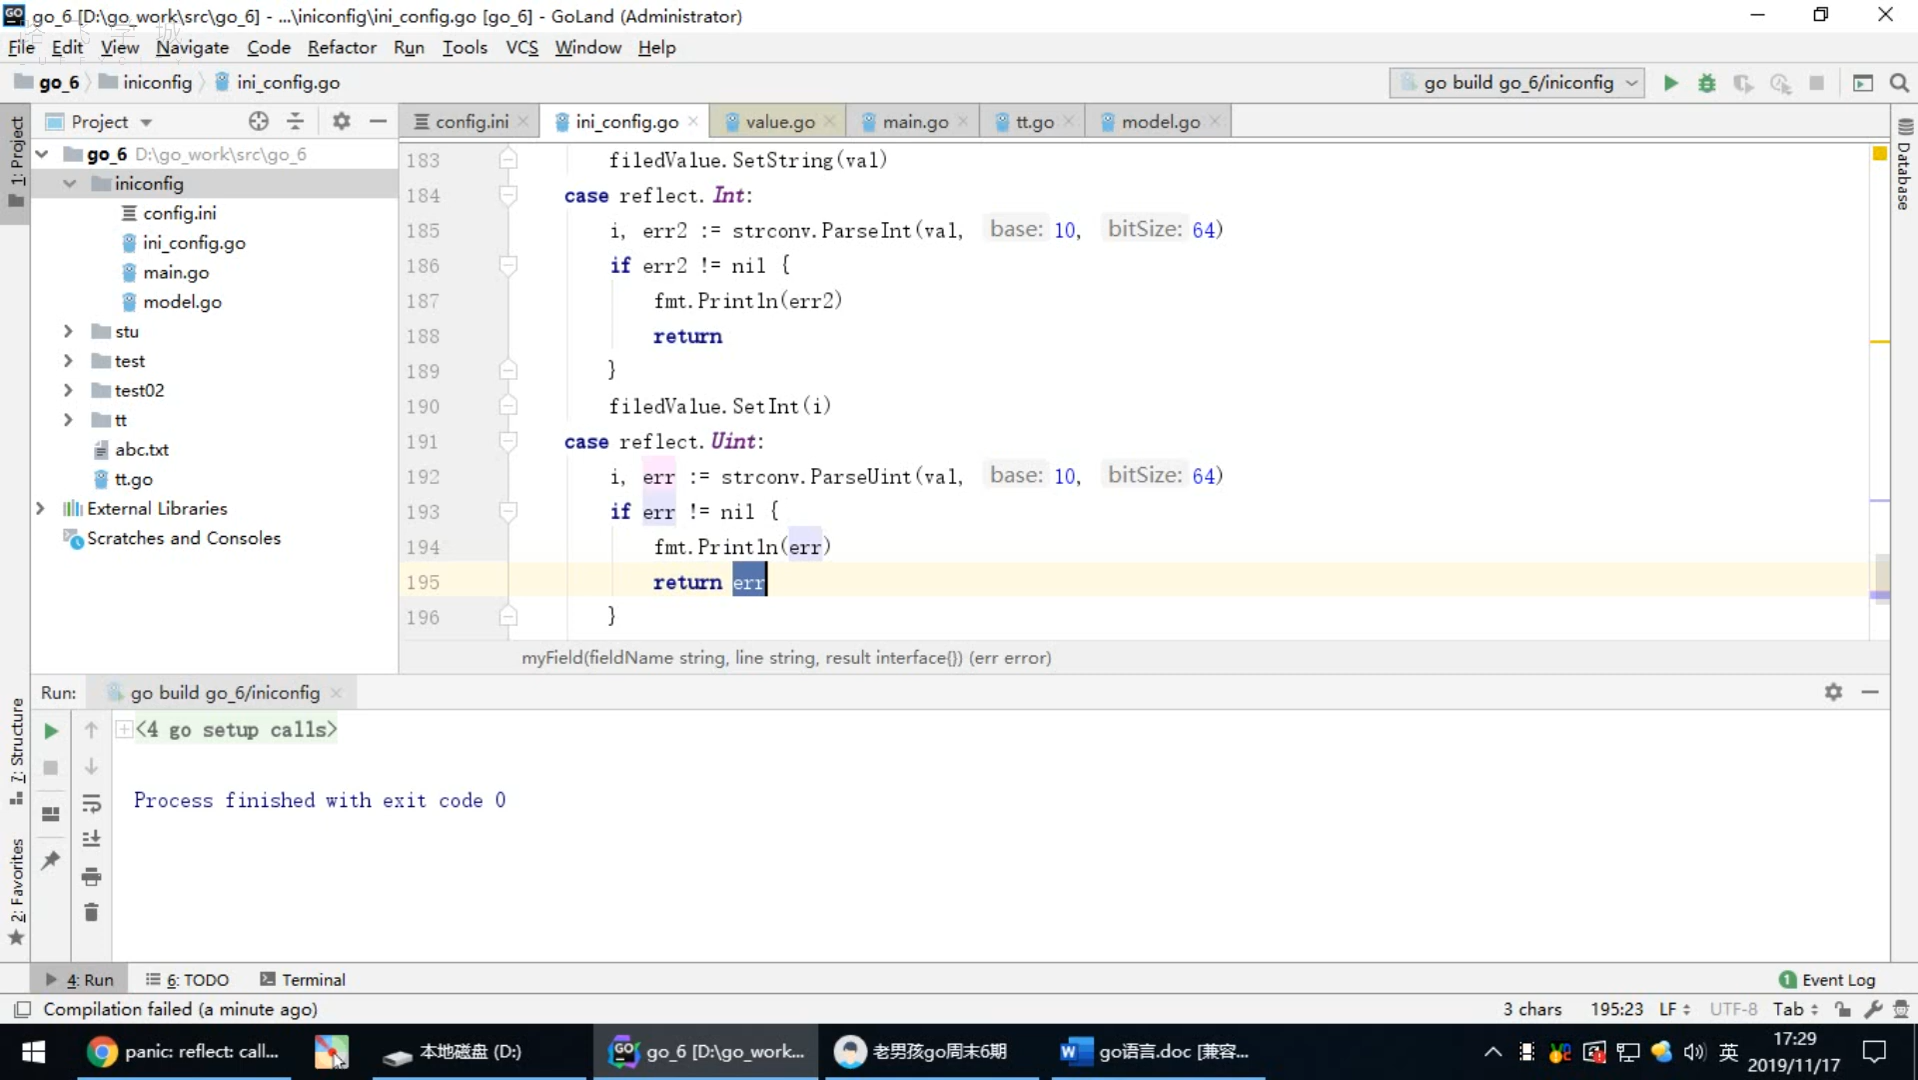 go_6 [D:\go_work\src\go_6] - ...\iniconfig\ini_config.go [go_6] - GoLand (Administrator)
File Edit View Navigate Code Refactor Run Tools VCS Window Help
go_6 iniconfig ini_config.go
go build go_6/iniconfig
Project
config.ini ini_config.go value.go main.go tt.go model.go
1: Project
Database
go_6 D:\go_work\src\go_6
iniconfig
config.ini
ini_config.go
main.go
model.go
stu
test
test02
tt
abc.txt
tt.go
External Libraries
Scratches and Consoles
183 filedValue.SetString(val)
184 case reflect.Int:
185 i, err2 := strconv.ParseInt(val, base: 10, bitSize: 64)
186 if err2 != nil {
187 fmt.Println(err2)
188 return
189 }
190 filedValue.SetInt(i)
191 case reflect.Uint:
192 i, err := strconv.ParseUint(val, base: 10, bitSize: 64)
193 if err != nil {
194 fmt.Println(err)
195 return err
196 }
myField(fieldName string, line string, result interface{}) (err error)
Run: go build go_6/iniconfig
<4 go setup calls>
Process finished with exit code 0
7: Structure
2: Favorites
4: Run 6: TODO Terminal
1 Event Log
Compilation failed (a minute ago)
3 chars 195:23 LF UTF-8 Tab
panic: reflect: call...
本地磁盘 (D:)
go_6 [D:\go_work...
老男孩go周末6期
go语言.doc [兼容...
英
17:29
2019/11/17